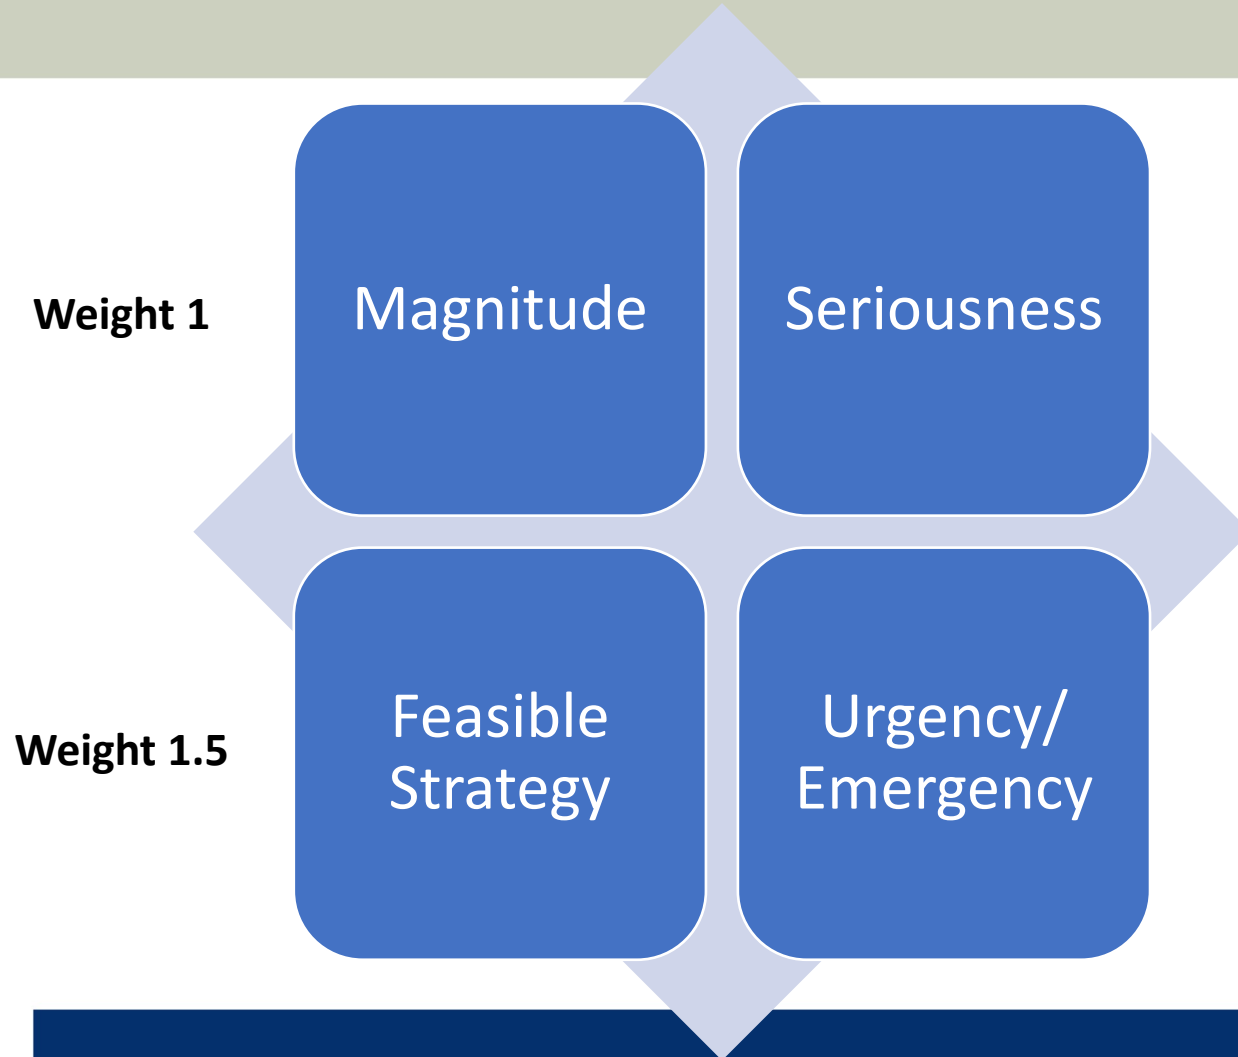 Weight 1
Magnitude
Seriousness
Weight 1.5
Feasible
Strategy
Urgency/
Emergency